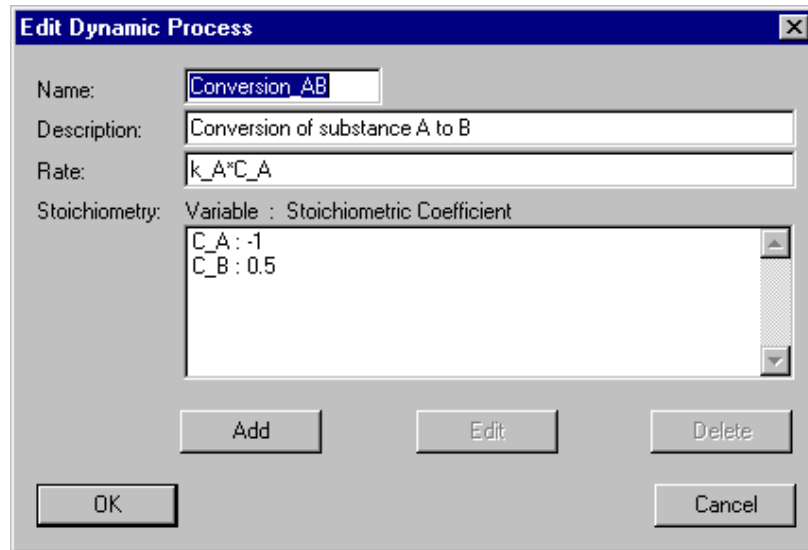 Edit Dynamic Process
Name: Conversion_AB
Description: Conversion of substance A to B
Rate: k_A*C_A
Stoichiometry: Variable : Stoichiometric Coefficient
C_A : -1
C_B : 0.5
Add Edit Delete
OK Cancel